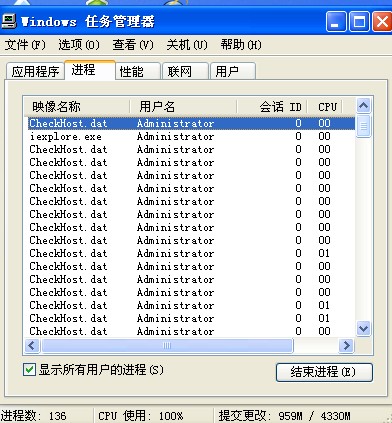 Windows 任务管理器
文件(F) 选项(O) 查看(V) 关机(U) 帮助(H)
应用程序 进程 性能 联网 用户
映像名称 用户名 会话 ID CPU
CheckHost.dat Administrator 0 00
iexplore.exe Administrator 0 00
CheckHost.dat Administrator 0 00
CheckHost.dat Administrator 0 00
CheckHost.dat Administrator 0 00
CheckHost.dat Administrator 0 00
CheckHost.dat Administrator 0 00
CheckHost.dat Administrator 0 00
CheckHost.dat Administrator 0 00
CheckHost.dat Administrator 0 00
CheckHost.dat Administrator 0 01
CheckHost.dat Administrator 0 00
CheckHost.dat Administrator 0 01
CheckHost.dat Administrator 0 00
CheckHost.dat Administrator 0 01
CheckHost.dat Administrator 0 01
CheckHost.dat Administrator 0 00
显示所有用户的进程(S) 结束进程(E)
进程数: 136 CPU 使用: 100% 提交更改: 959M / 4330M